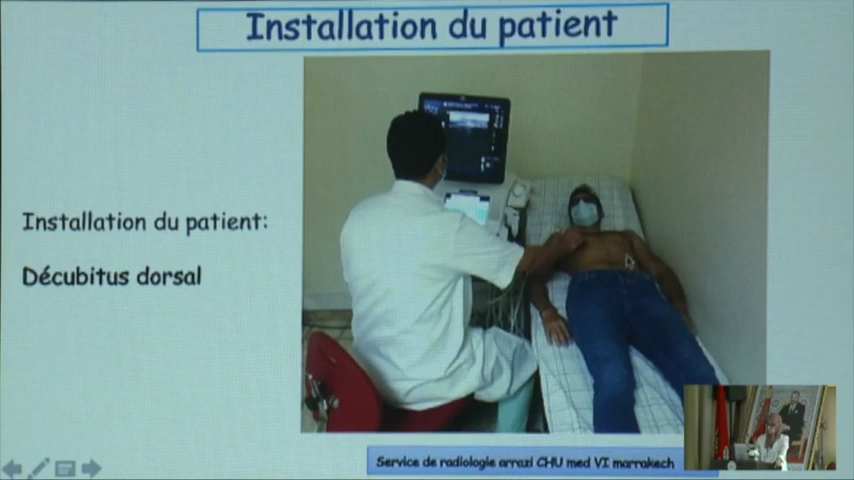 Installation du patient
Installation du patient:
Décubitus dorsal
Service de radiologie arrazi CHU med VI marrakech